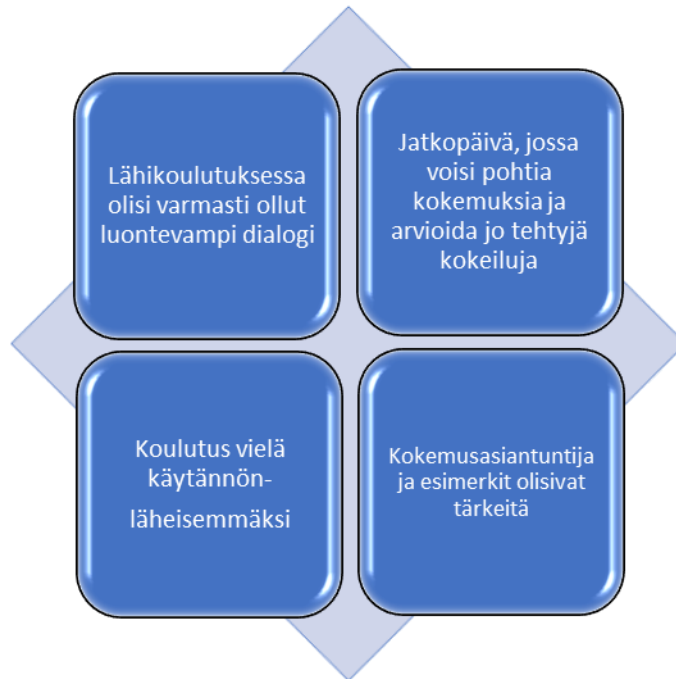 Lähikoulutuksessa
olisi varmasti ollut
luontevampi dialogi
Jatkopäivä, jossa
voisi pohtia
kokemuksia ja
arvioida jo tehtyjä
kokeiluja
Koulutus vielä
käytännön-
läheisemmäksi
Kokemusasiantuntija
ja esimerkit olisivat
tärkeitä